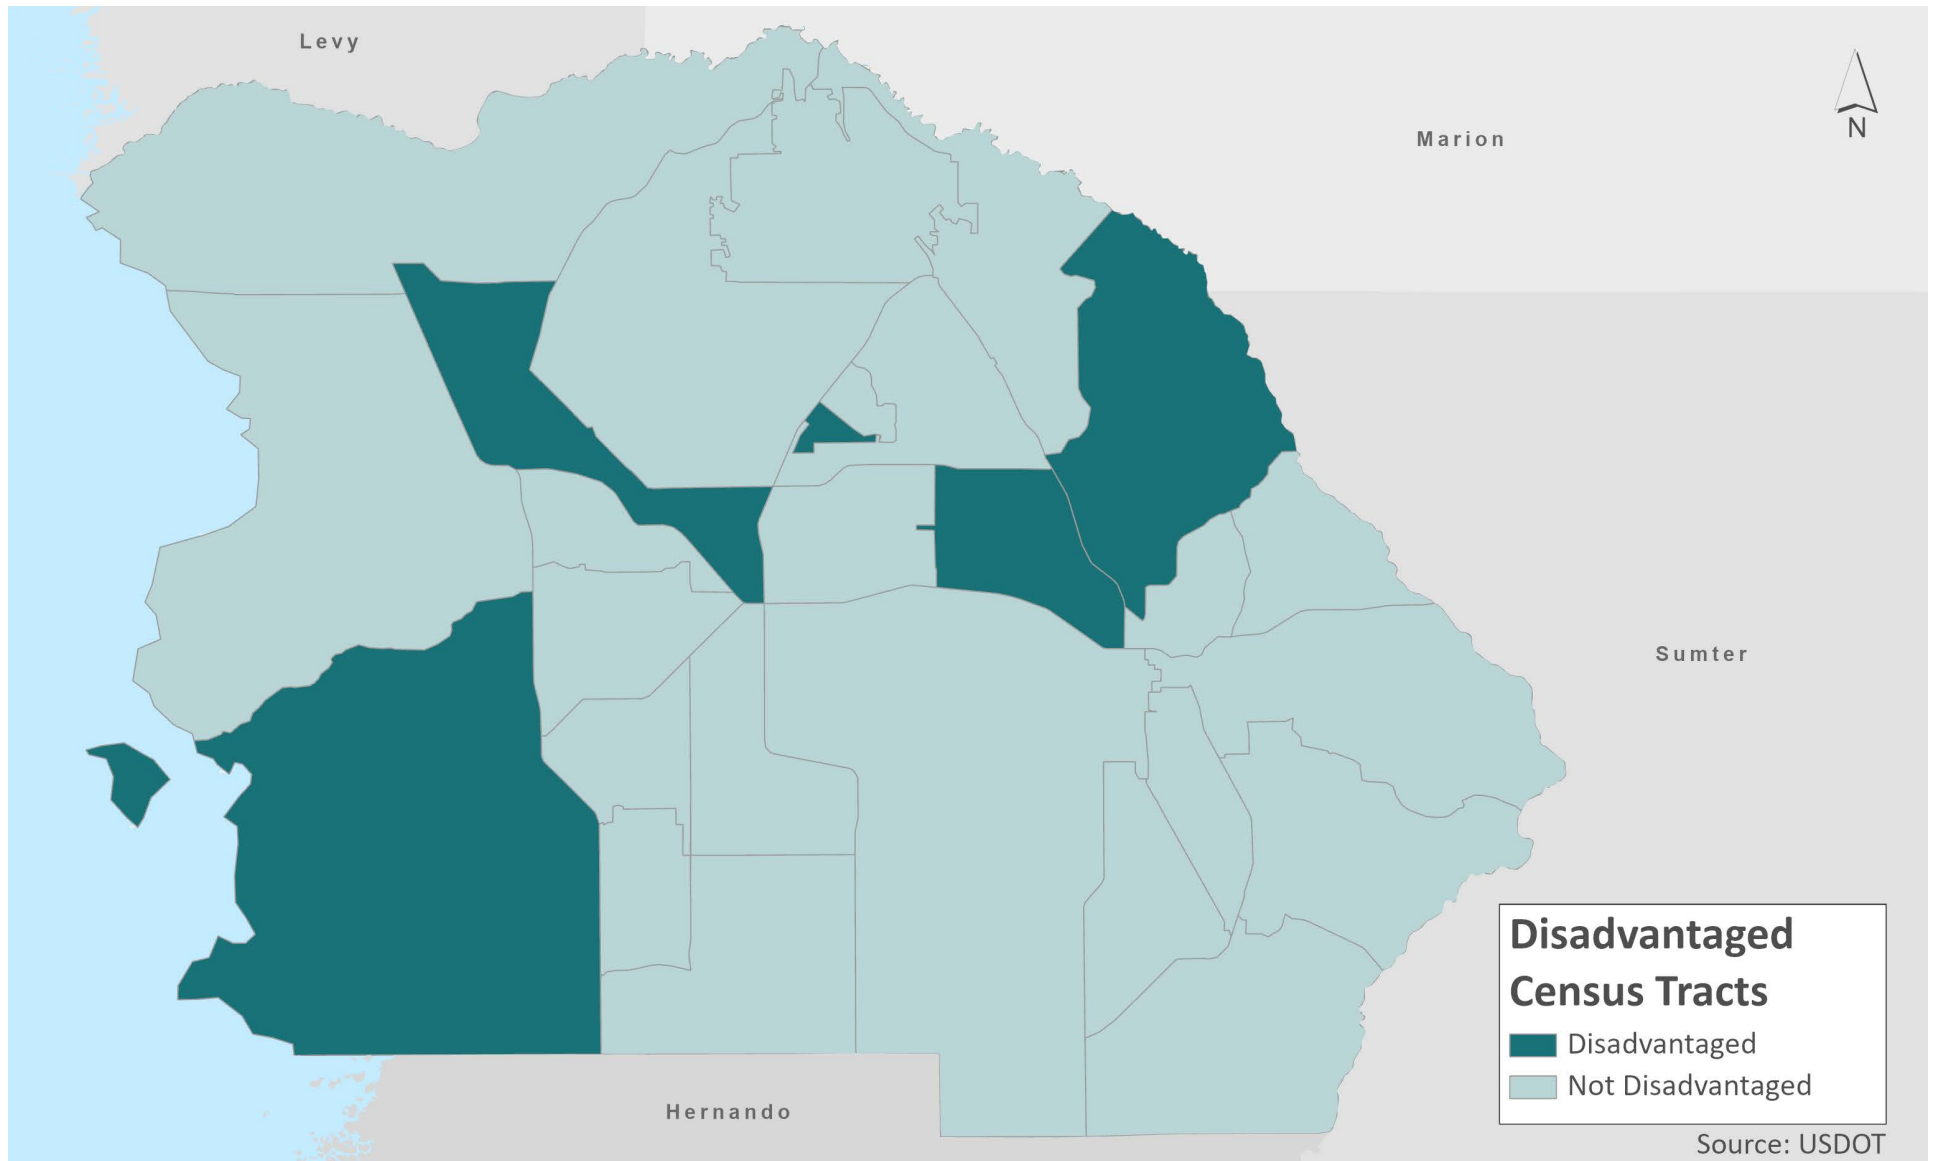 Levy
Marion
N
Sumter
Disadvantaged
Census Tracts
Disadvantaged
Not Disadvantaged
Hernando
Source: USDOT